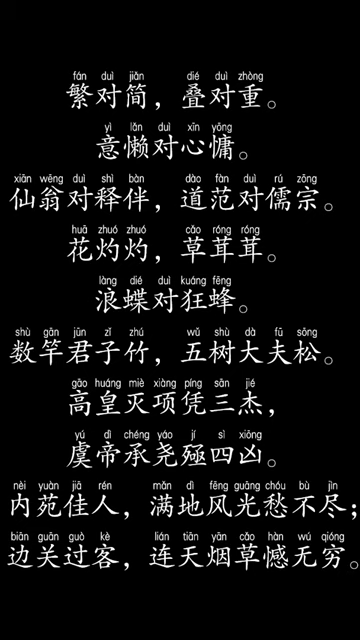 fán duì jiǎn dié duì zhòng
繁对简，叠对重。
yì lǎn duì xīn yōng
意懒对心慵。
xiān wēng duì shì bàn dào fàn duì rú zōng
仙翁对释伴，道范对儒宗。
huā zhuó zhuó cǎo róng róng
花灼灼，草茸茸。
làng dié duì kuáng fēng
浪蝶对狂蜂。
shù gān jūn zǐ zhú wǔ shù dà fū sōng
数竿君子竹，五树大夫松。
gāo huáng miè xiàng píng sān jié
高皇灭项凭三杰，
yú dì chéng yáo jí sì xiōng
虞帝承尧殛四凶。
nèi yuàn jiā rén mǎn dì fēng guāng chóu bù jìn
内苑佳人，满地风光愁不尽；
biān guān guò kè lián tiān yān cǎo hàn wú qióng
边关过客，连天烟草憾无穷。